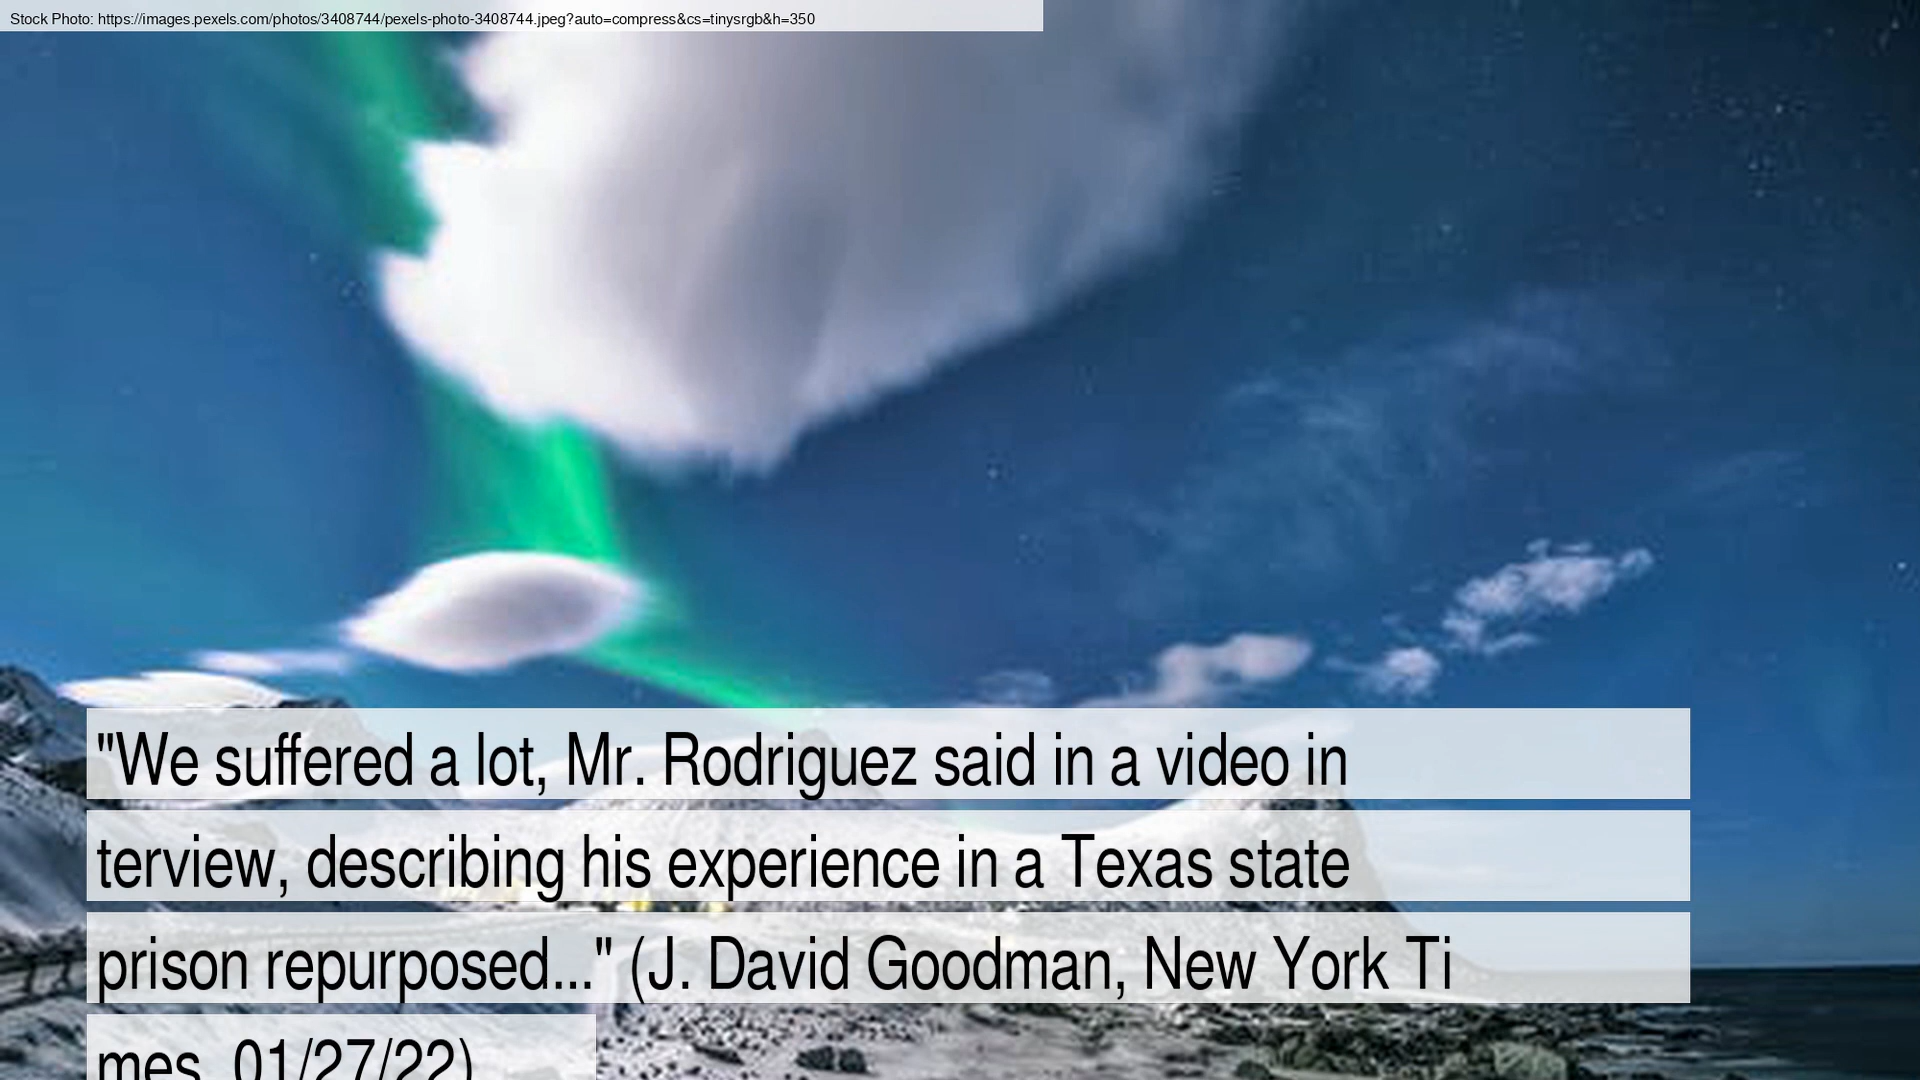 Stock Photo: https://images.pexels.com/photos/3408744/pexels-photo-3408744.jpeg?auto=compress&cs=tinysrgb&h=350
"We suffered a lot, Mr. Rodriguez said in a video in
terview, describing his experience in a Texas state
prison repurposed..." (J. David Goodman, New York Ti
mes, 01/27/22)